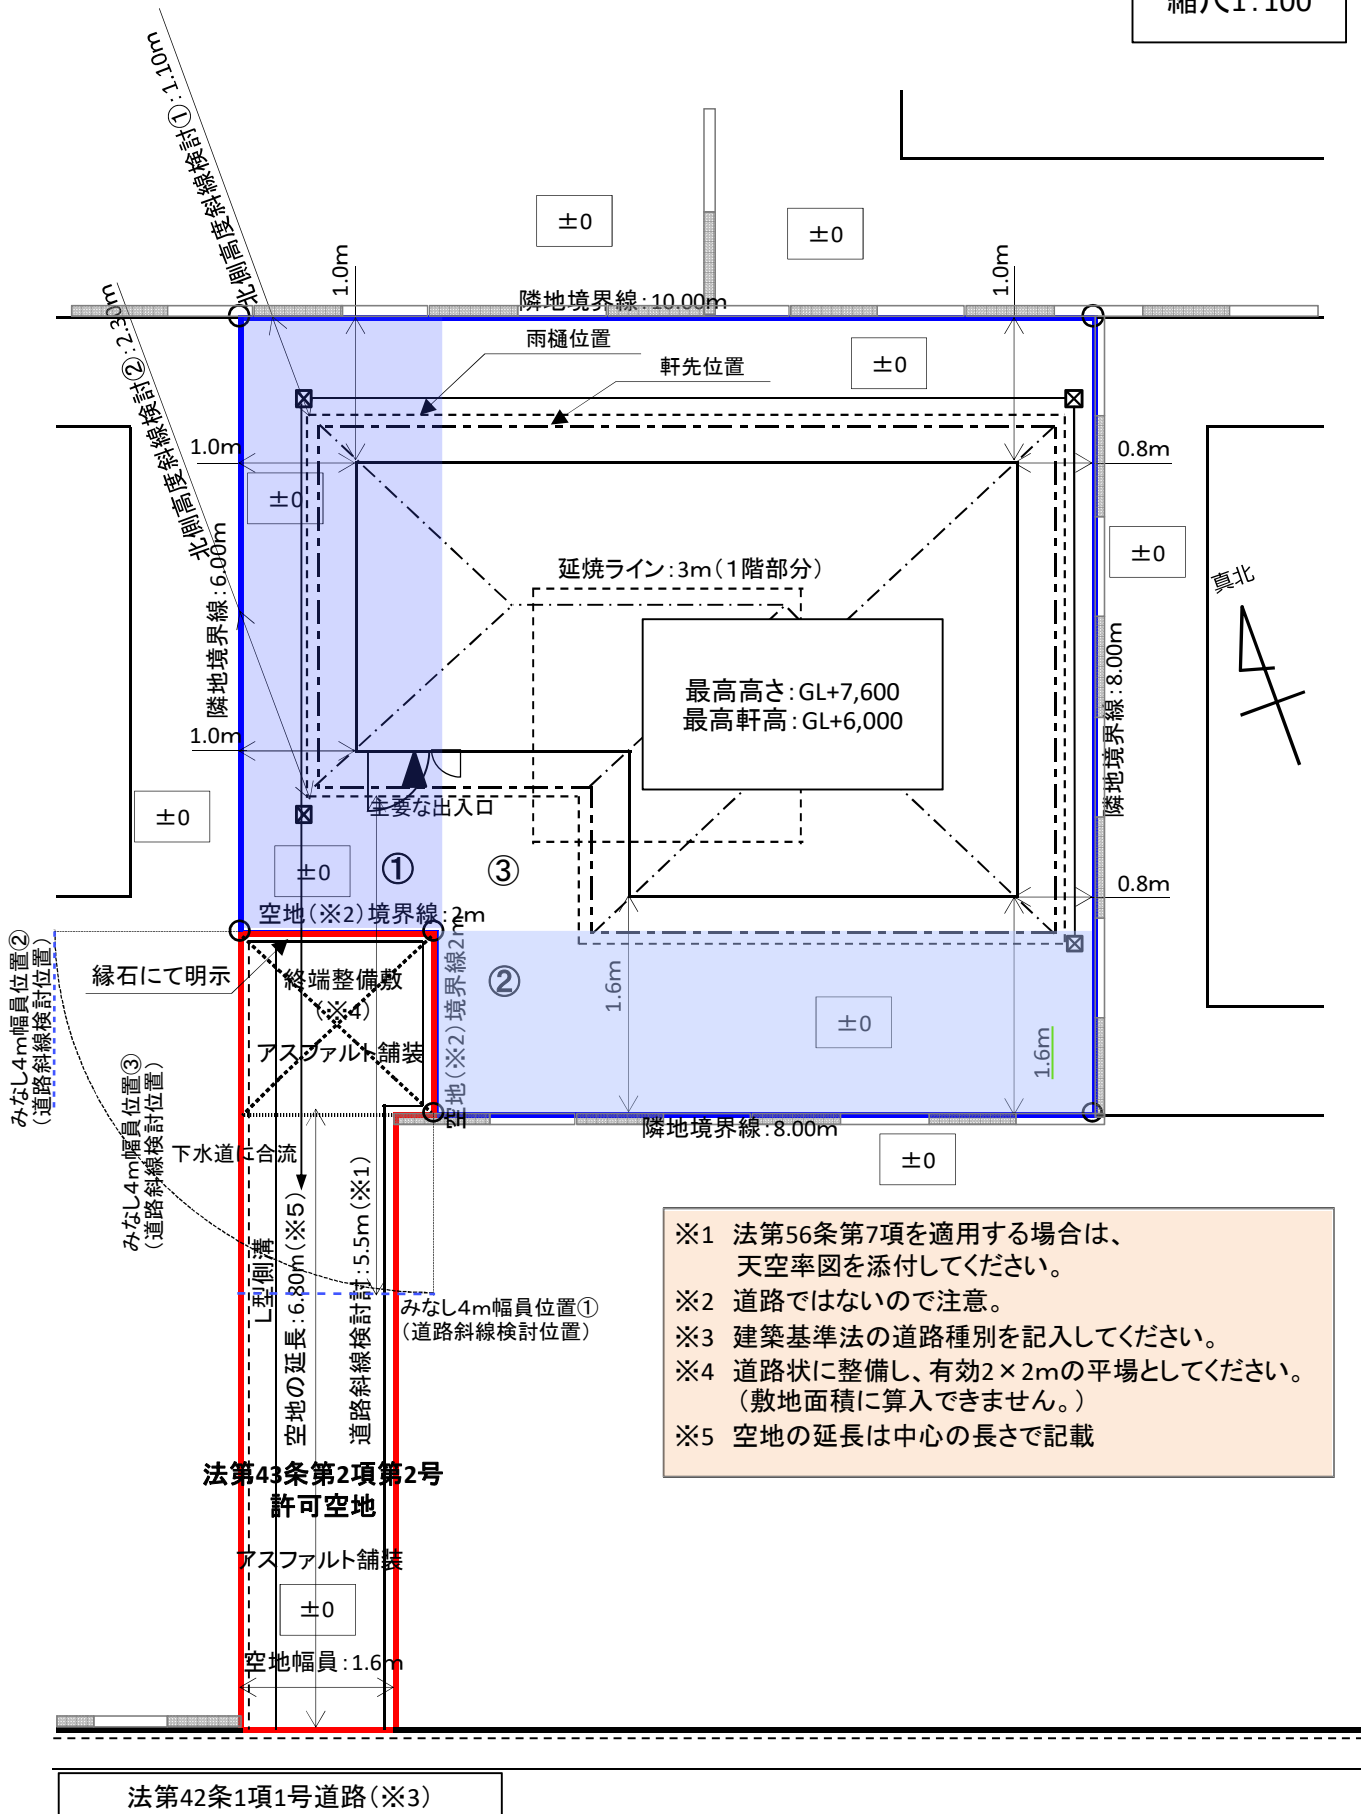 縮尺1：100
北側高度斜線検討①：1.10m
±0
±0
1.0m
1.0m
隣地境界線：10.00m
北側高度斜線検討②：2.30m
雨樋位置
軒先位置
±0
1.0m
0.8m
±0
±0
隣地境界線：6.00m
延焼ライン：3m（1階部分）
真北
最高高さ：GL+7,600
最高軒高：GL+6,000
隣地境界線：8.00m
1.0m
主要な出入口
±0
±0
①
③
0.8m
空地（※2）境界線：2m
空地（※2）境界線2m
縁石にて明示
終端整備敷
（※4）
アスファルト舗装
②
1.6m
±0
1.6m
みなし4m幅員位置②
（道路斜線検討位置）
みなし4m幅員位置③
（道路斜線検討位置）
下水道に合流
隣地境界線：8.00m
±0
L型側溝
空地の延長：6.80m（※5）
道路斜線検討計：5.5m（※1）
みなし4m幅員位置①
（道路斜線検討位置）
※1 法第56条第7項を適用する場合は、
天空率図を添付してください。
※2 道路ではないので注意。
※3 建築基準法の道路種別を記入してください。
※4 道路状に整備し、有効2×2mの平場としてください。
（敷地面積に算入できません。）
※5 空地の延長は中心の長さで記載
法第43条第2項第2号
許可空地
アスファルト舗装
±0
空地幅員：1.6m
法第42条1項1号道路（※3）